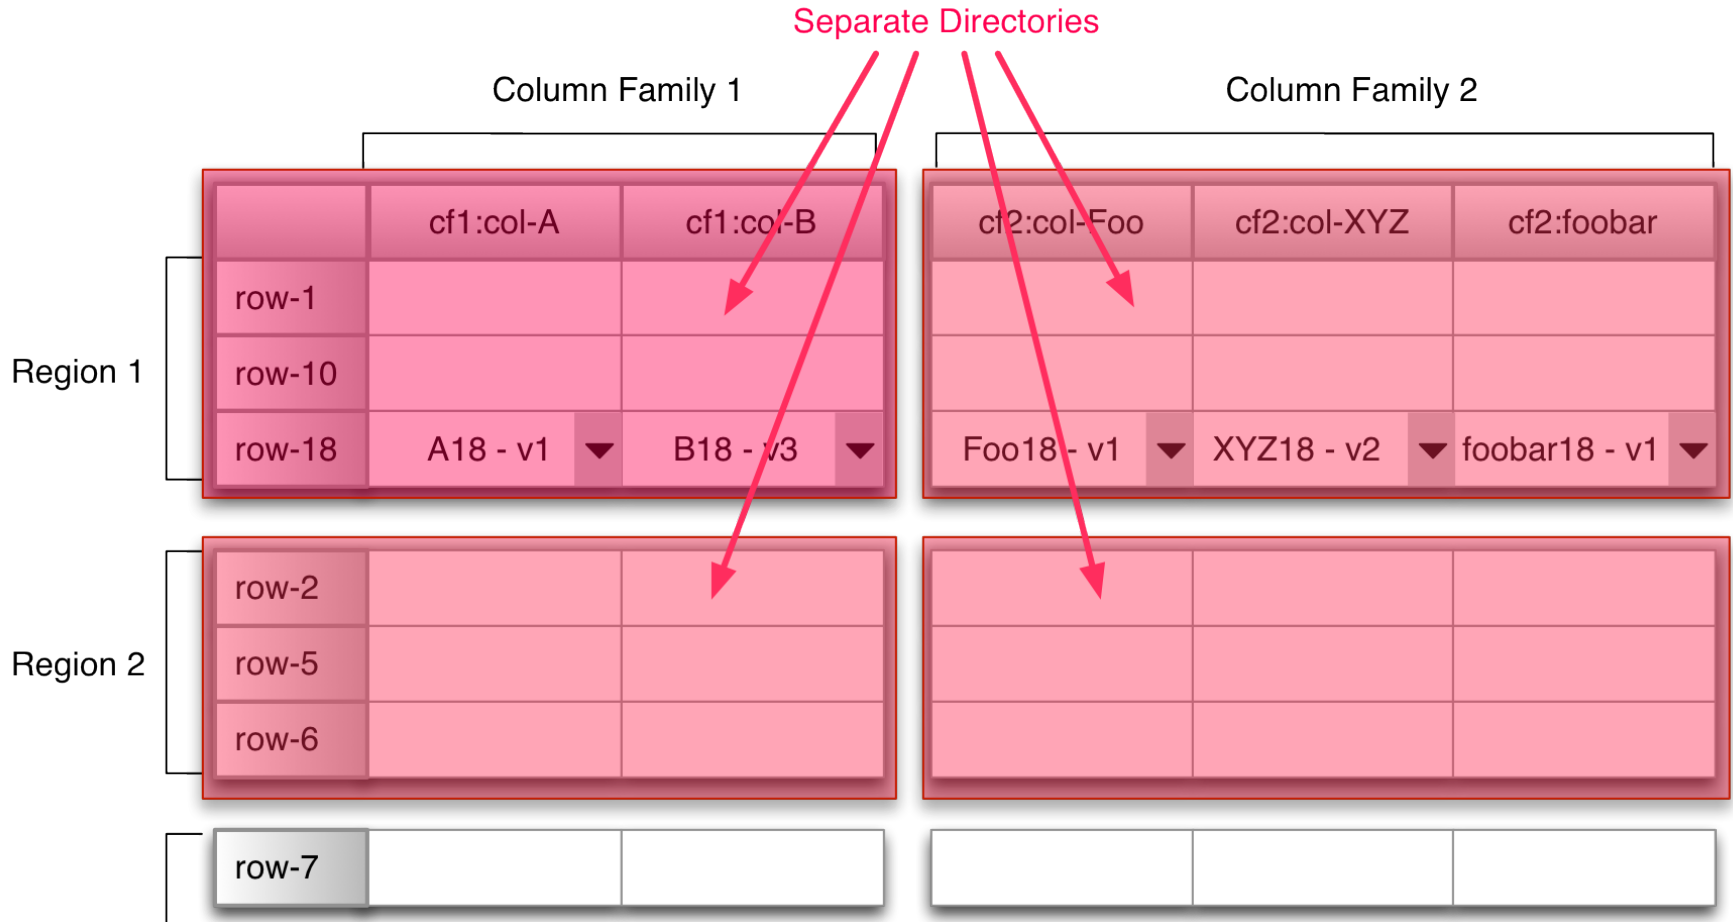 Separate Directories
Column Family 1 Column Family 2
cf1:col-A cf1:col-B cf2:col-Foo cf2:col-XYZ cf2:foobar
row-1
Region 1
row-10
row-18 A18 - v1 B18 - v3 Foo18 - v1 XYZ18 - v2 foobar18 - v1
row-2
Region 2
row-5
row-6
row-7